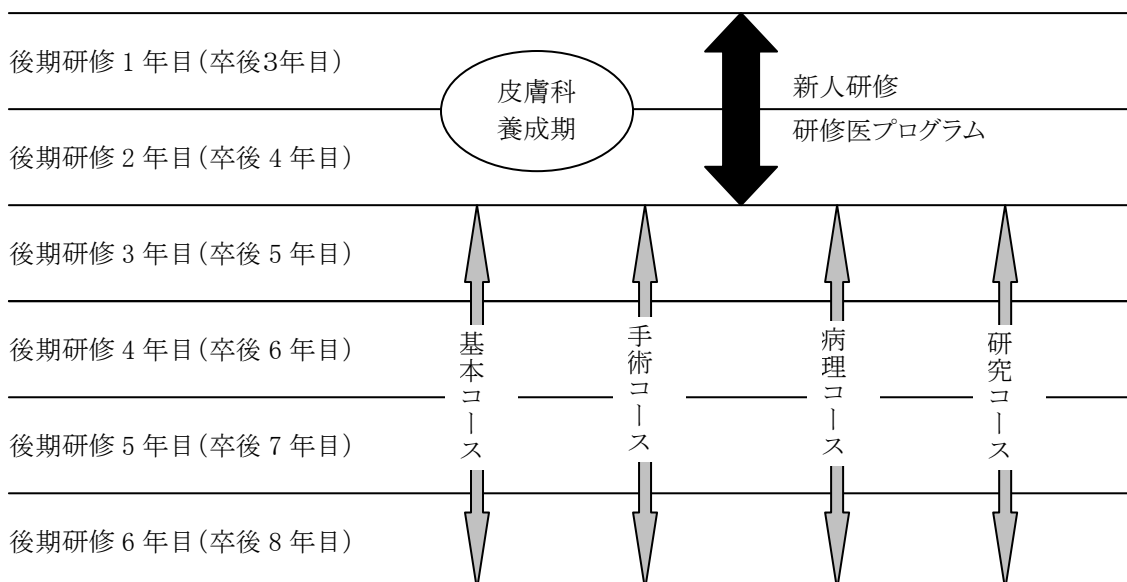 後期研修 1 年目(卒後3年目)
皮膚科
養成期
新人研修
研修医プログラム
後期研修 2 年目(卒後 4 年目)
後期研修 3 年目(卒後 5 年目)
後期研修 4 年目(卒後 6 年目)
基本コース
手術コース
病理コース
研究コース
後期研修 5 年目(卒後 7 年目)
後期研修 6 年目(卒後 8 年目)